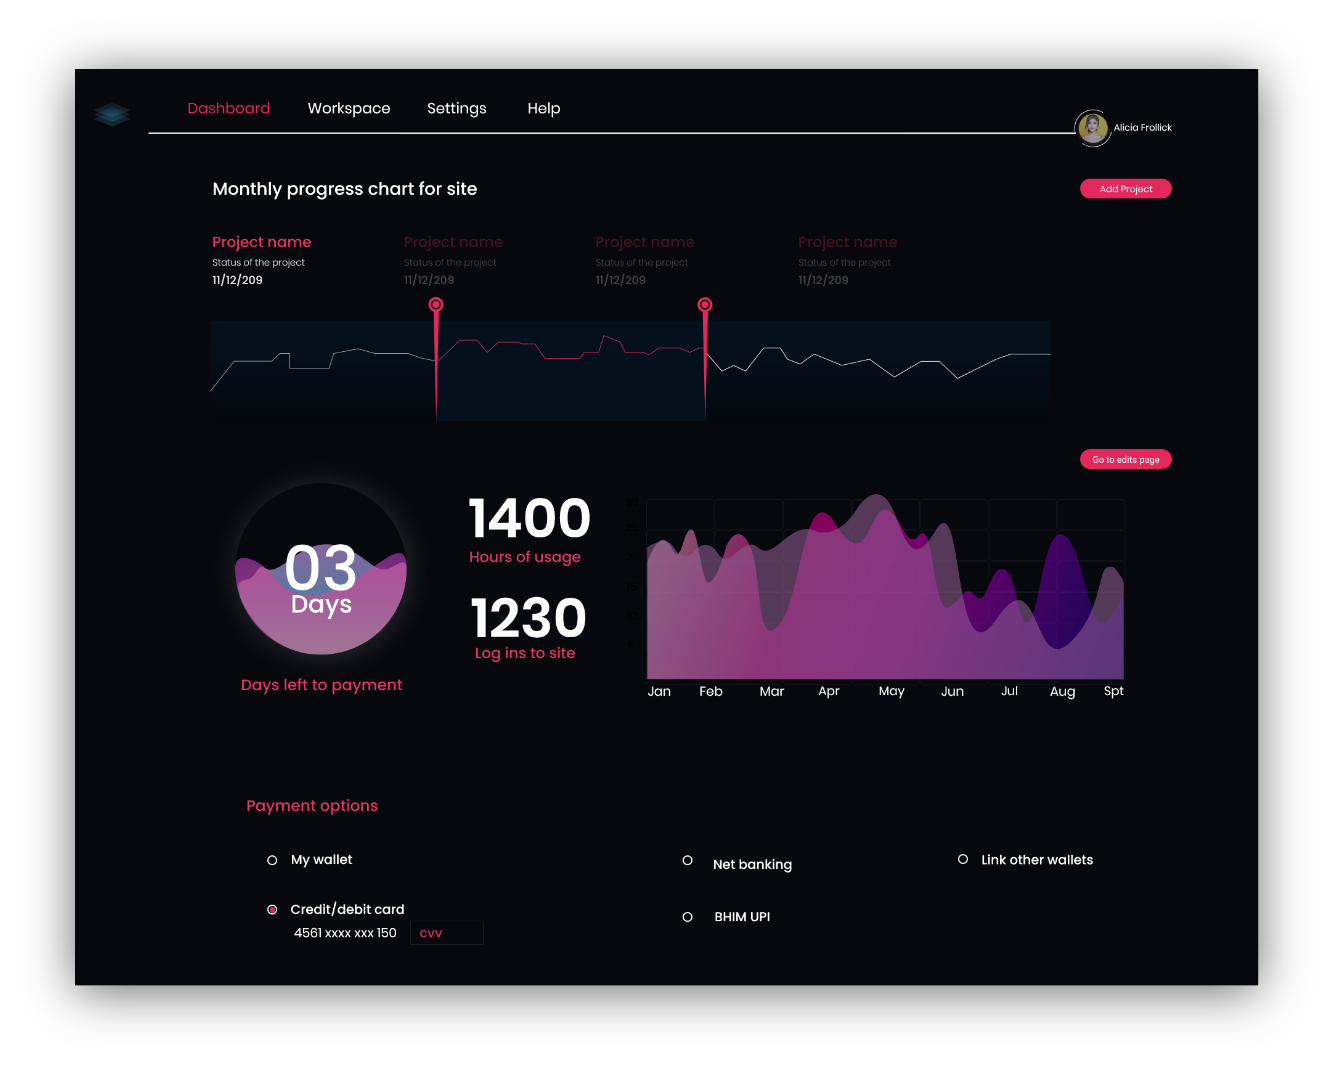 Dashboard Workspace Settings Help
Alicia Frollick
Monthly progress chart for site
Add Project
Project name Project name Project name Project name
Status of the project Status of the project Status of the project Status of the project
11/12/209 11/12/209 11/12/209 11/12/209
Go to edits page
03
Days
Days left to payment
1400
Hours of usage
1230
Log ins to site
30
25
20
15
10
5
Jan Feb Mar Apr May Jun Jul Aug Spt
Payment options
My wallet
Net banking
Link other wallets
Credit/debit card
4561 xxxx xxx 150 cvv
BHIM UPI